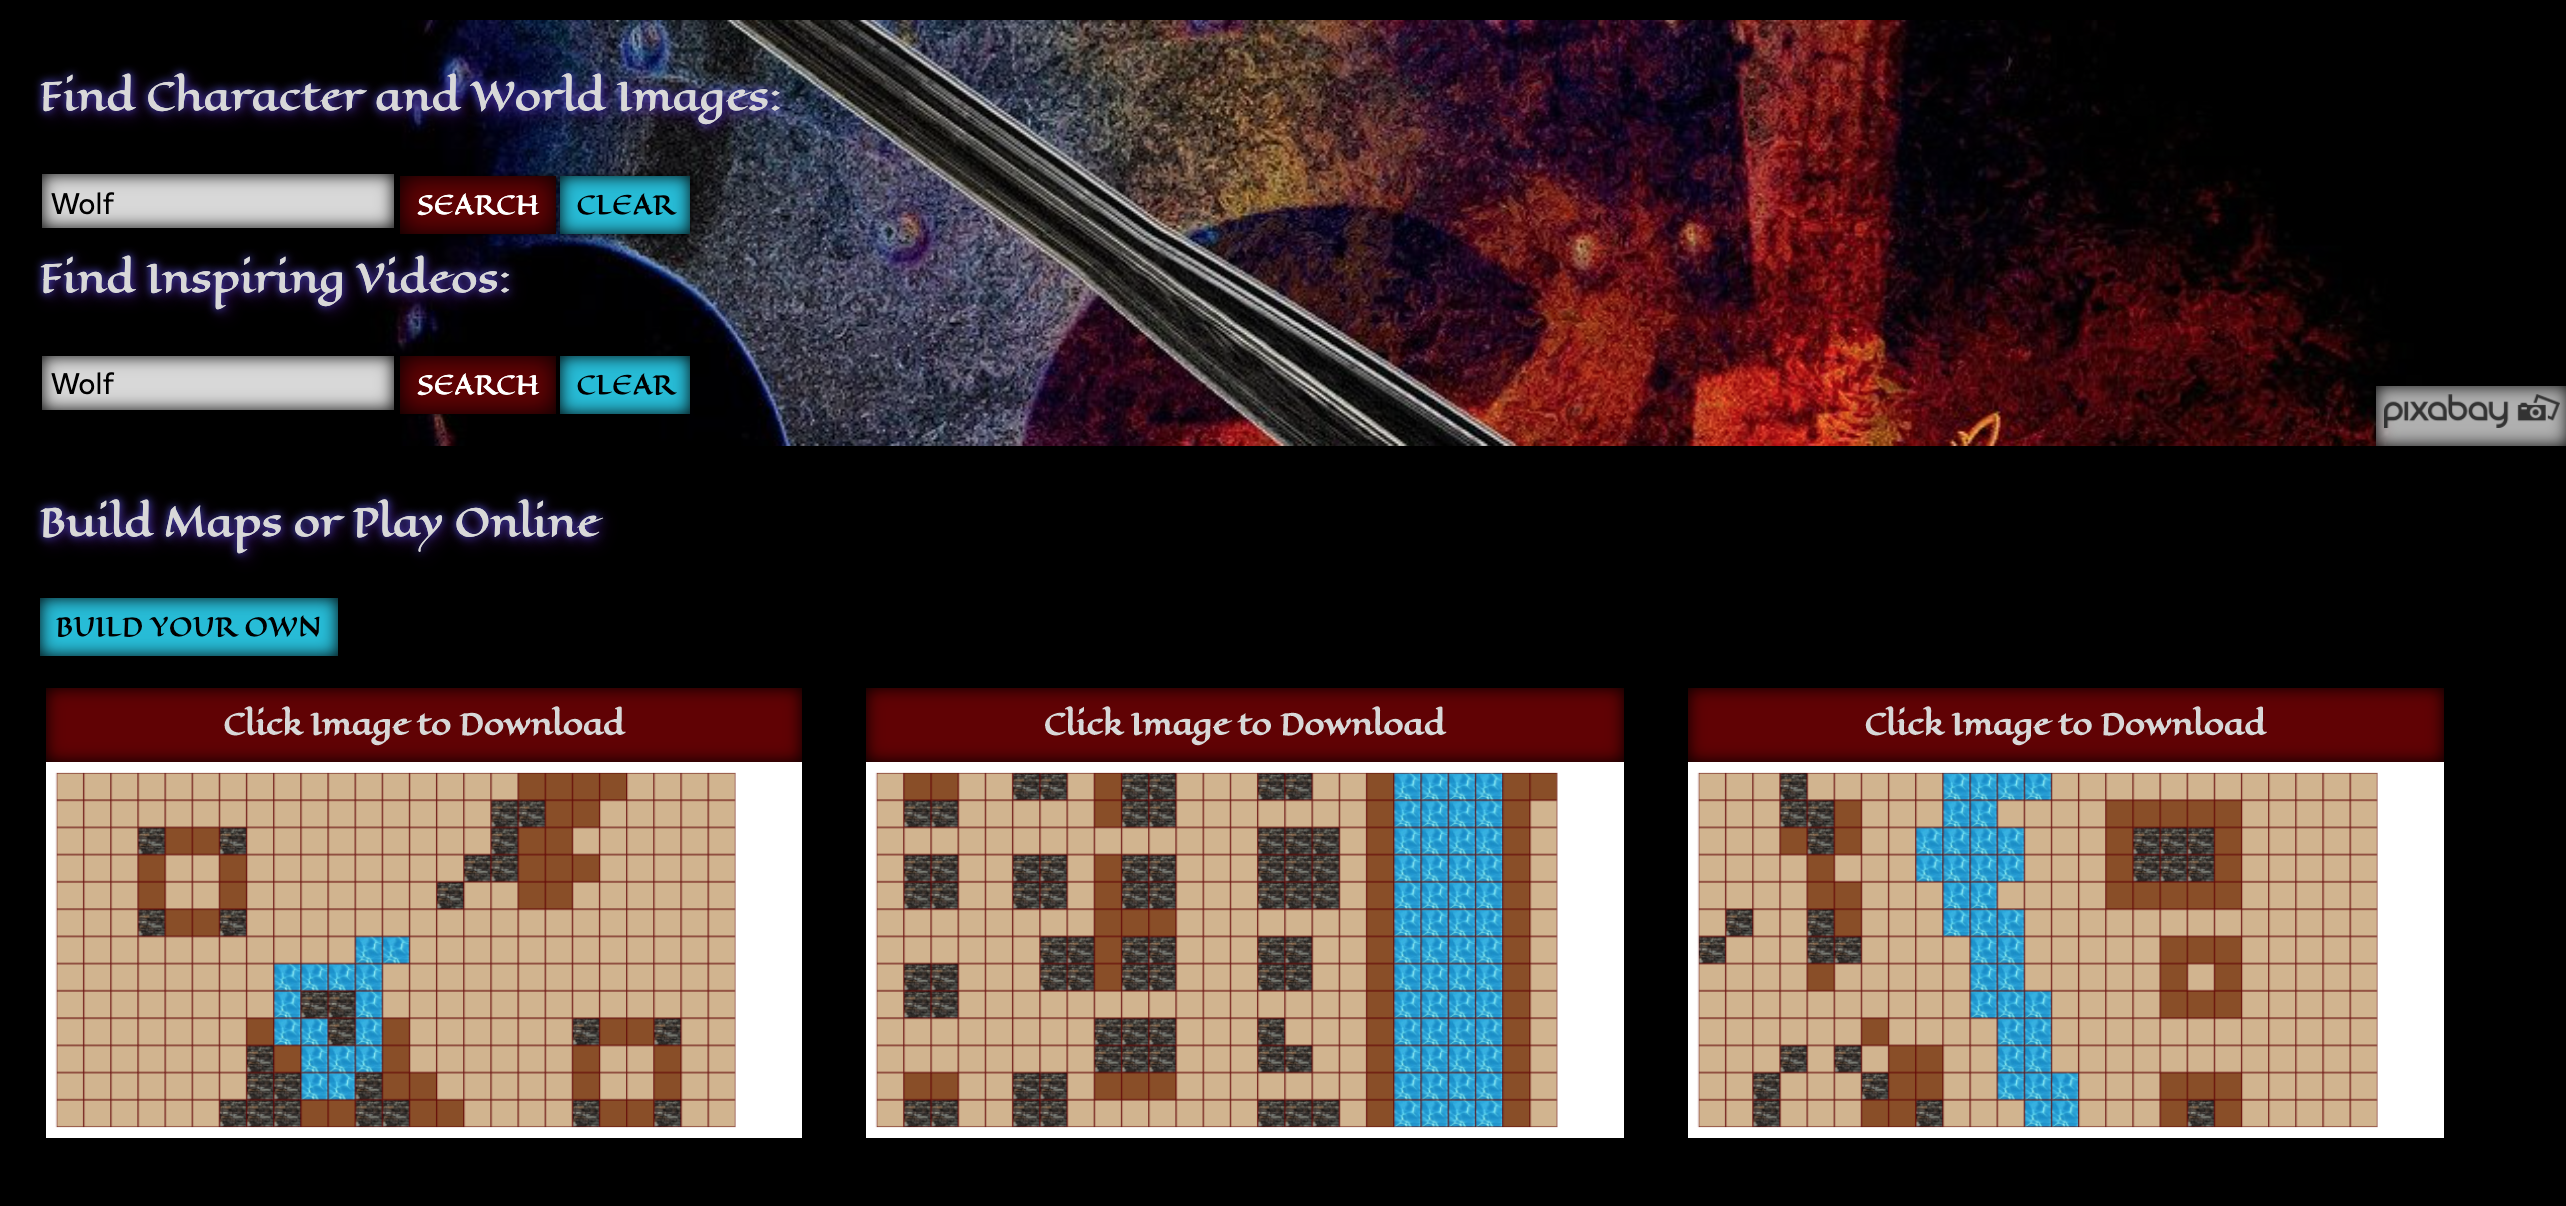 Find Character and World Images:
Wolf SEARCH CLEAR
Find Inspiring Videos:
Wolf SEARCH CLEAR
pixabay
Build Maps or Play Online
BUILD YOUR OWN
Click Image to Download Click Image to Download Click Image to Download